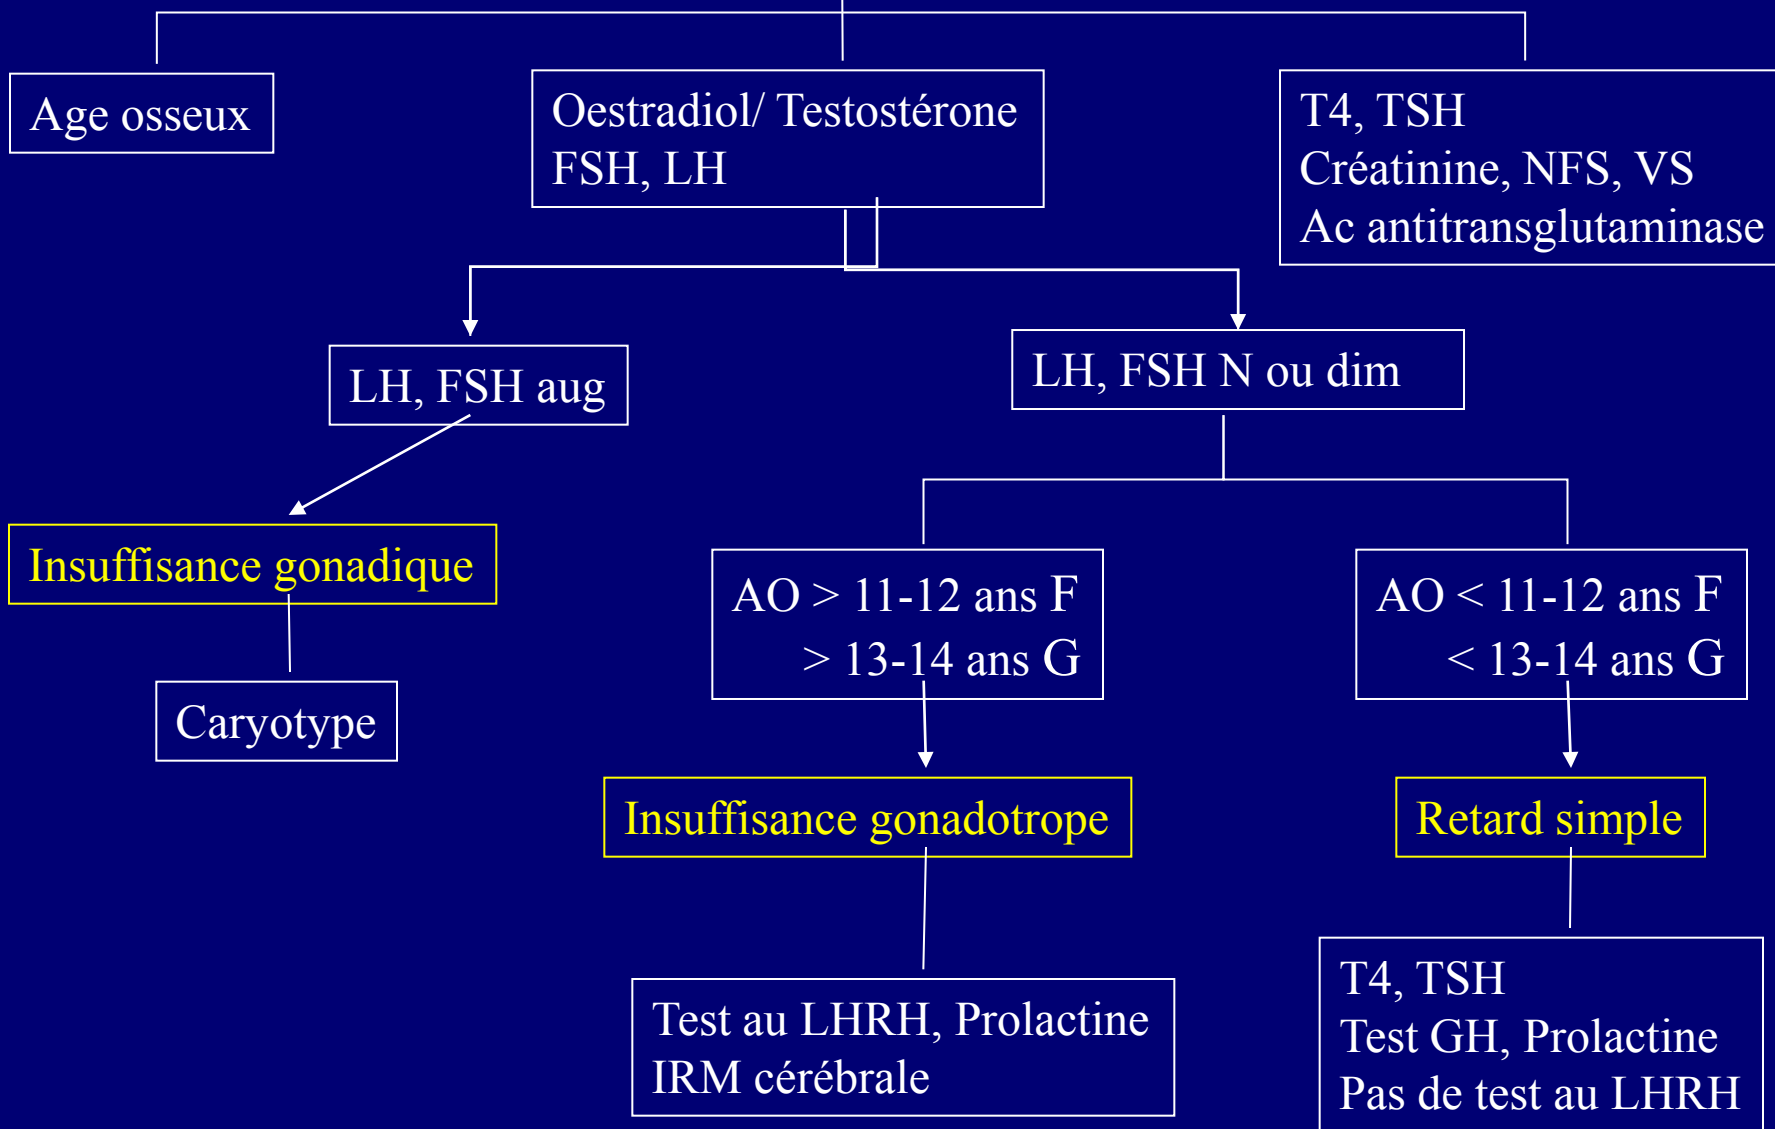 Age osseux
Oestradiol/ Testostérone
FSH, LH
T4, TSH
Créatinine, NFS, VS
Ac antitransglutaminase
LH, FSH aug
LH, FSH N ou dim
Insuffisance gonadique
AO > 11-12 ans F
> 13-14 ans G
AO < 11-12 ans F
< 13-14 ans G
Caryotype
Insuffisance gonadotrope
Retard simple
Test au LHRH, Prolactine
IRM cérébrale
T4, TSH
Test GH, Prolactine
Pas de test au LHRH